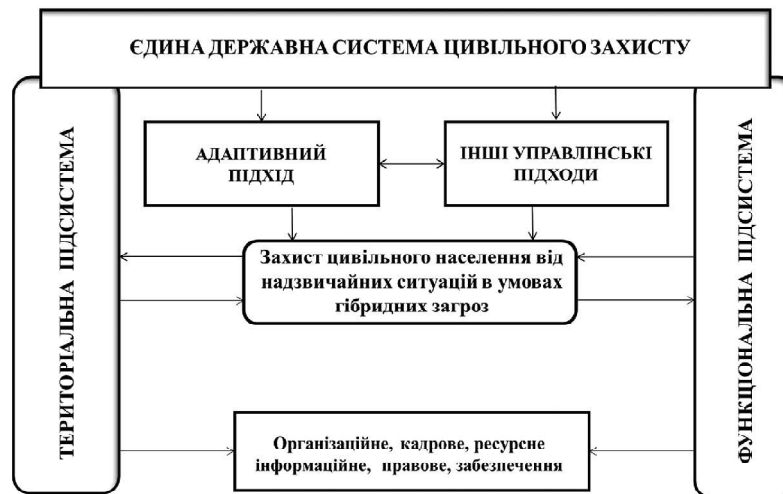 ЄДИНА ДЕРЖАВНА СИСТЕМА ЦИВІЛЬНОГО ЗАХИСТУ
ТЕРИТОРІАЛЬНА ПІДСИСТЕМА
АДАПТИВНИЙ
ПІДХІД
ІНШІ УПРАВЛІНСЬКІ
ПІДХОДИ
Захист цивільного населення від
надзвичайних ситуацій в умовах
гібридних загроз
Організаційне, кадрове, ресурсне
інформаційне, правове, забезпечення
ФУНКЦІОНАЛЬНА ПІДСИСТЕМА